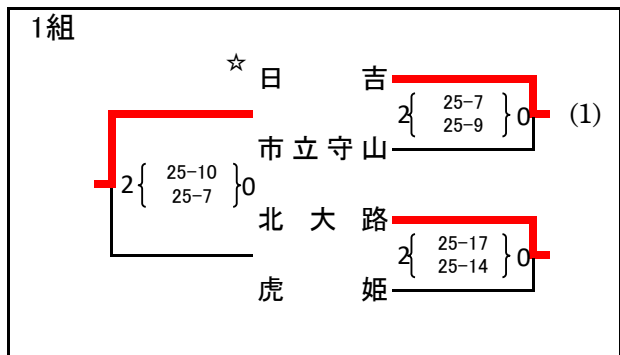 1組
☆ 日吉
2{ 25-7 }0 (1)
25-9
市立守山
2{ 25-10 }0
25-7
北大路
2{ 25-17 }0
25-14
虎姫